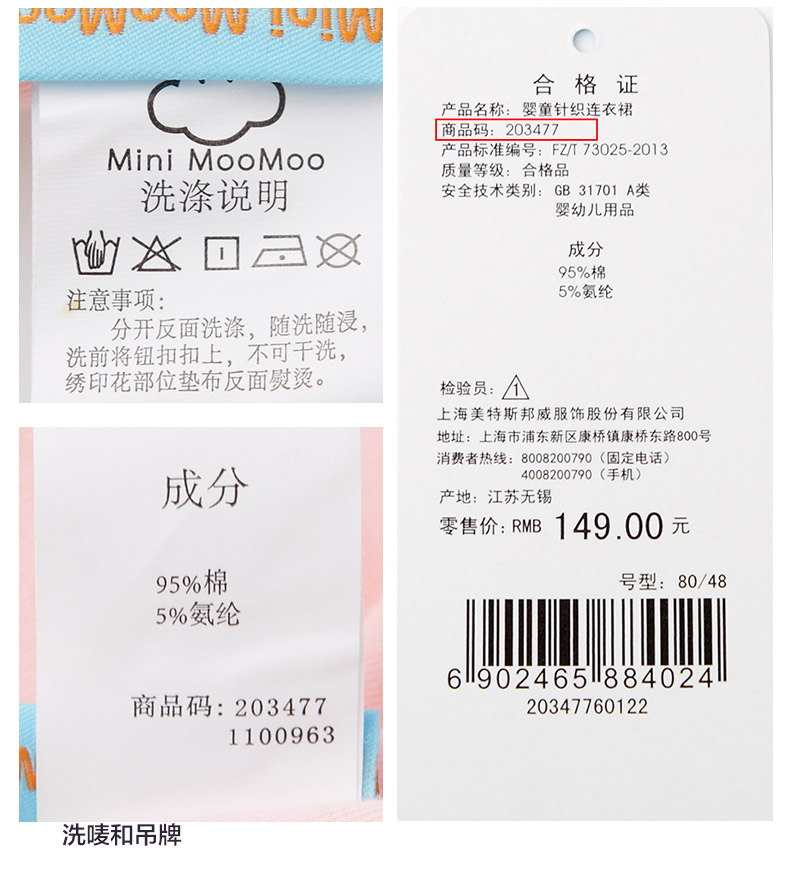 Mini MooMoo
Mini MooMoo
洗涤说明
注意事项:
分开反面洗涤，随洗随浸，
洗前将钮扣扣上，不可干洗，
绣印花部位垫布反面熨烫。
成分
95%棉
5%氨纶
商品码: 203477
1100963
洗唛和吊牌
合格证
产品名称: 婴童针织连衣裙
商品码: 203477
产品标准编号: FZ/T 73025-2013
质量等级: 合格品
安全技术类别: GB 31701 A类
婴幼儿用品
成分
95%棉
5%氨纶
检验员: 1
上海美特斯邦威服饰股份有限公司
地址: 上海市浦东新区康桥镇康桥东路800号
消费者热线: 8008200790（固定电话）
4008200790（手机）
产地: 江苏无锡
零售价: RMB 149.00 元
号型: 80/48
6 902465 884024
20347760122